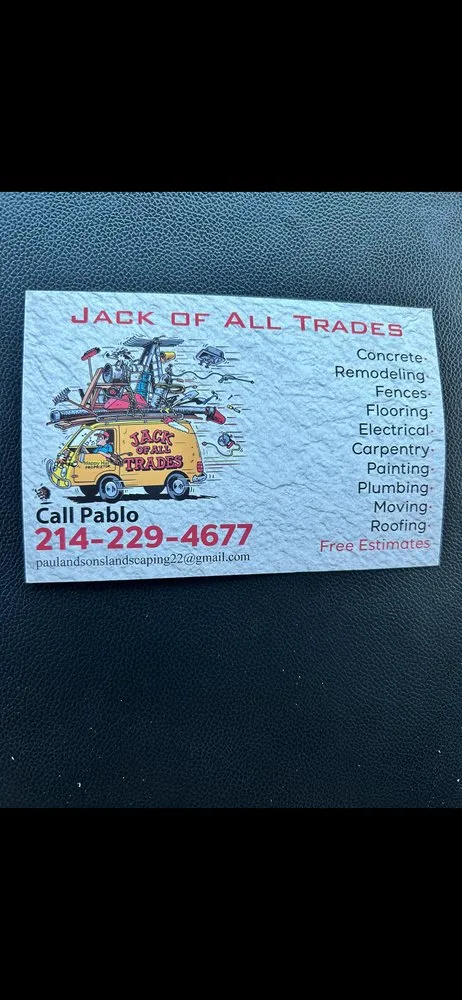 JACK OF ALL TRADES
JACK
OF ALL
TRADES
PROPRIETOR
Call Pablo
214-229-4677
paulandsonslandscaping22@gmail.com
Concrete·
Remodeling·
Fences·
Flooring·
Electrical·
Carpentry·
Painting·
Plumbing·
Moving·
Roofing·
Free Estimates